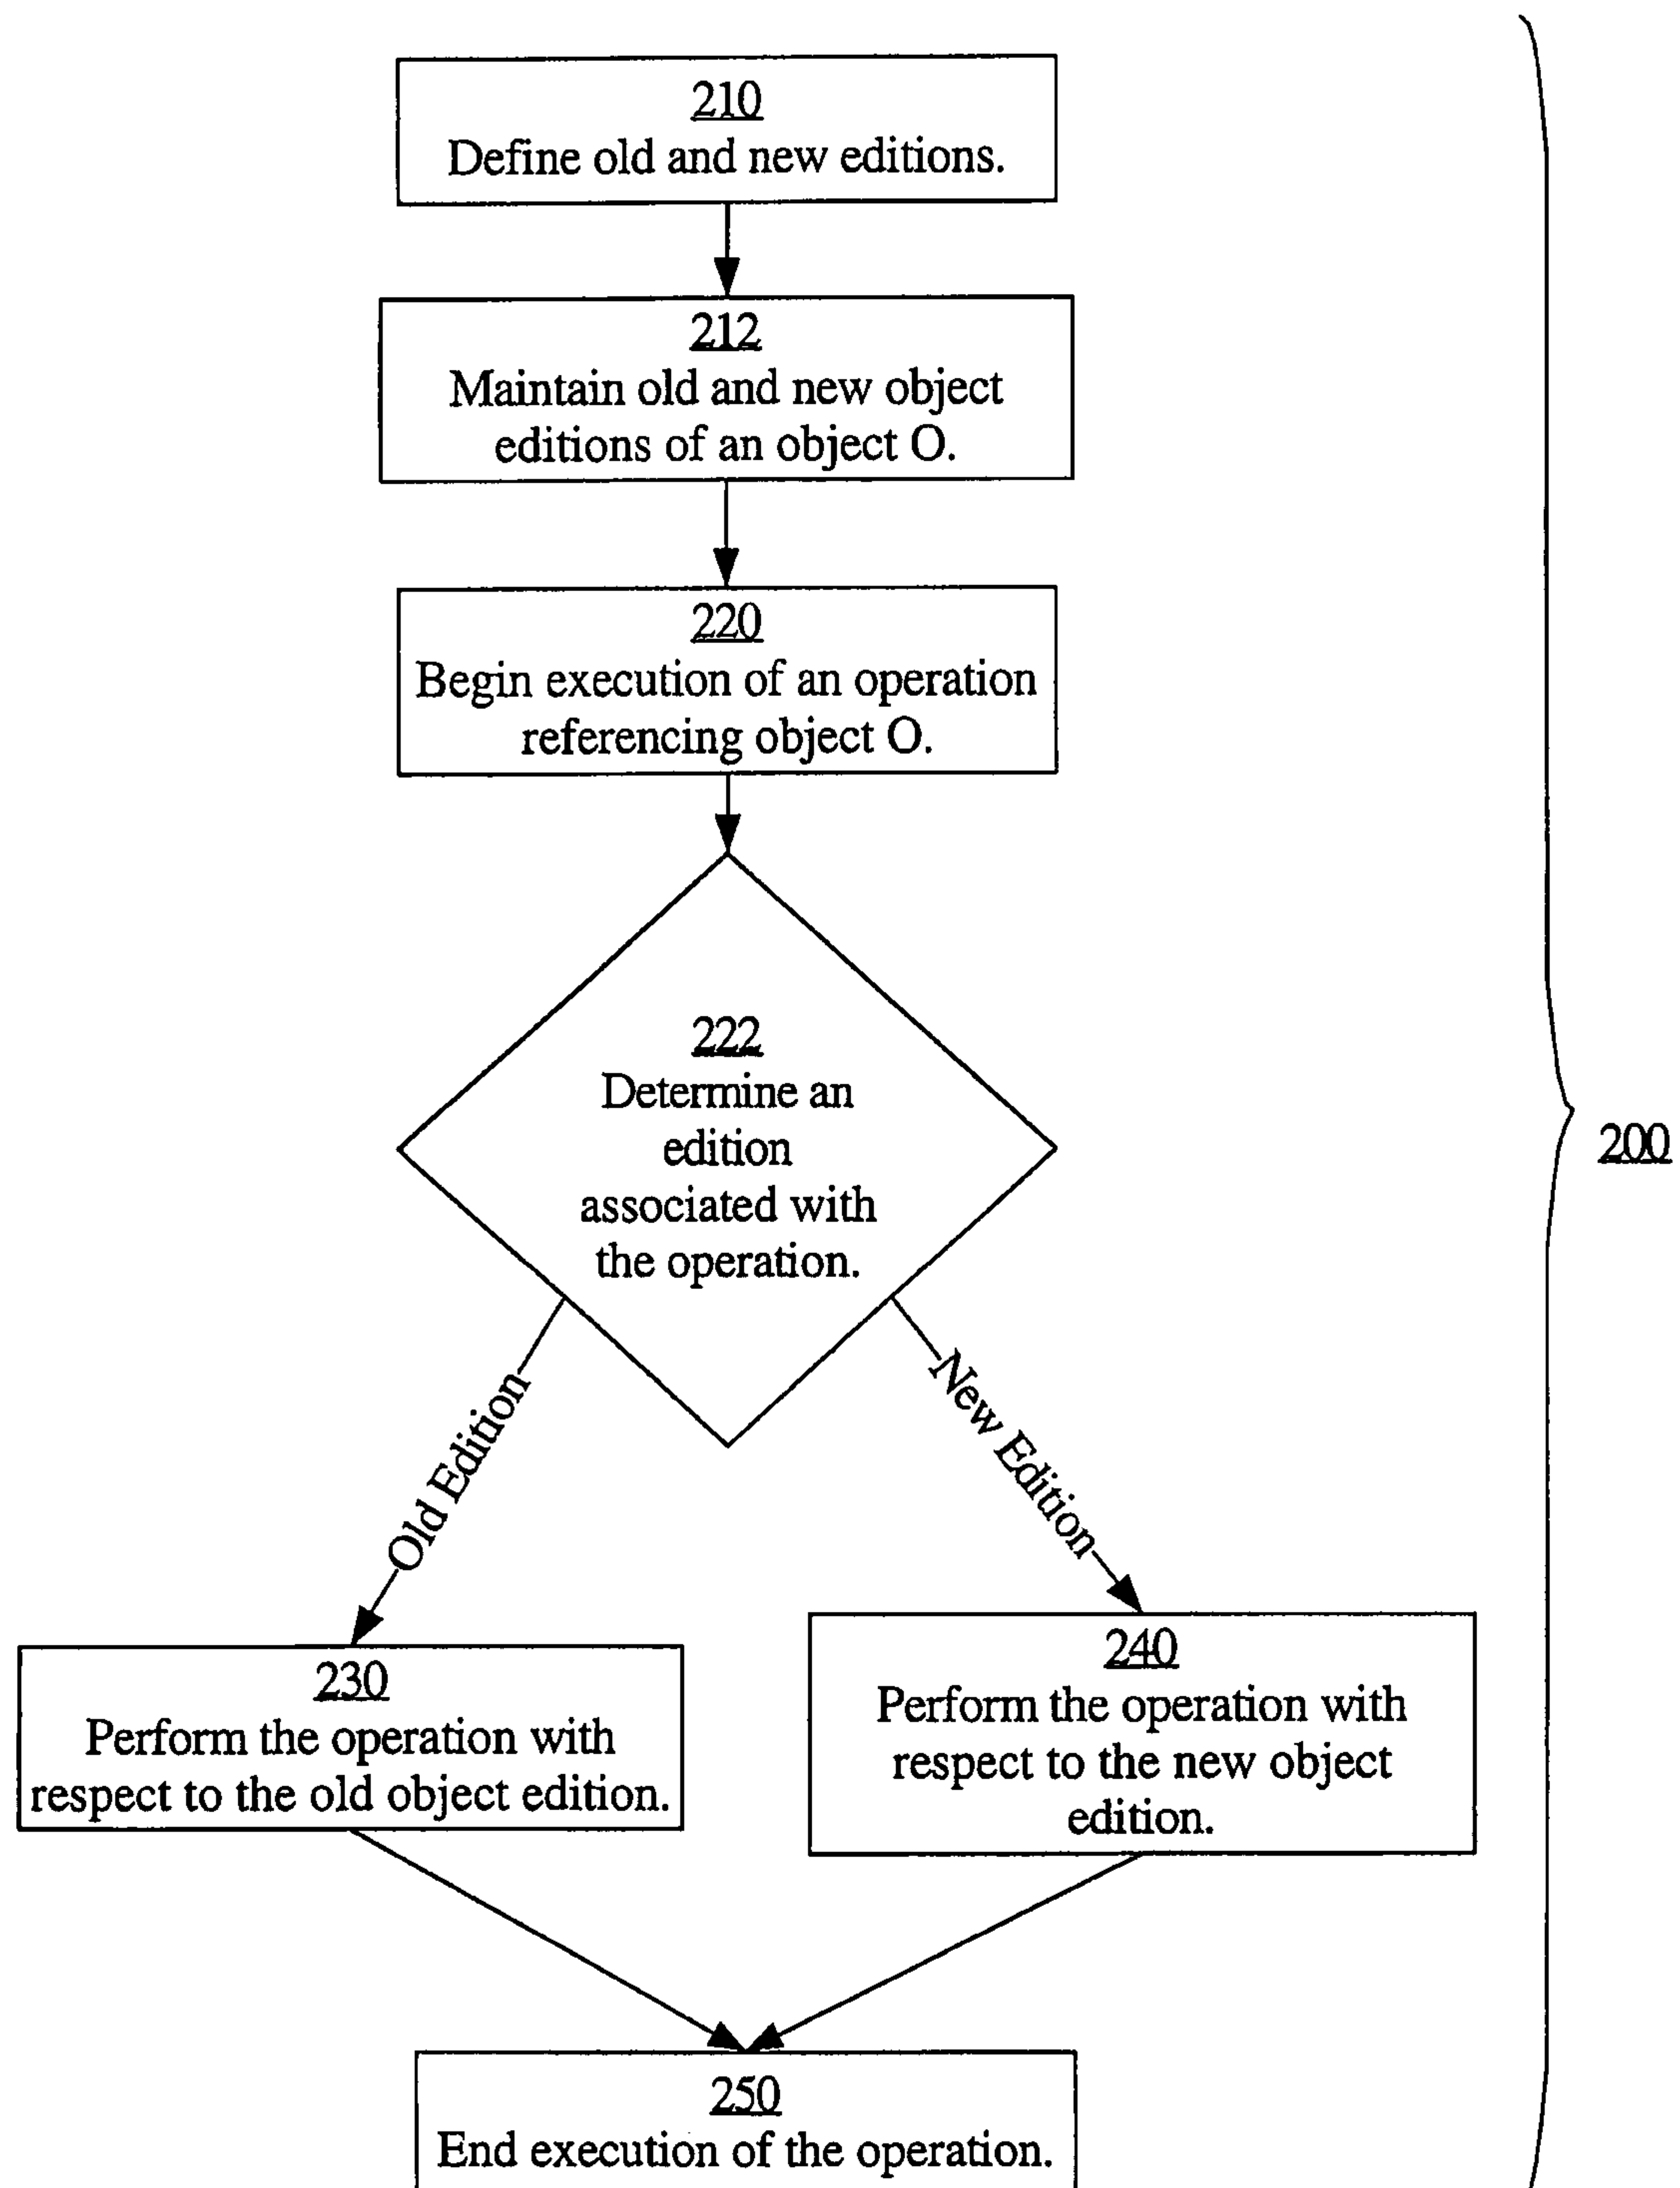 210
Define old and new editions.
212
Maintain old and new object
editions of an object O.
220
Begin execution of an operation
referencing object O.
222
Determine an
edition
associated with
the operation.
200
Old Edition
New Edition
230
Perform the operation with
respect to the old object edition.
240
Perform the operation with
respect to the new object
edition.
250
End execution of the operation.